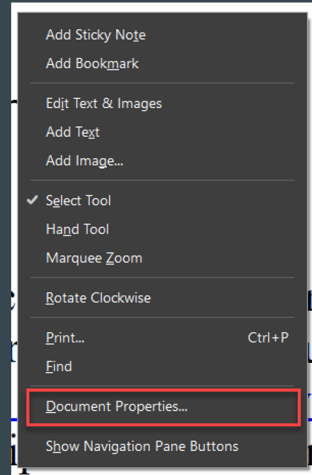 Add Sticky Note
Add Bookmark
Edit Text & Images
Add Text
Add Image...
Select Tool
Hand Tool
Marquee Zoom
Rotate Clockwise
Print... Ctrl+P
Find
Document Properties...
Show Navigation Pane Buttons